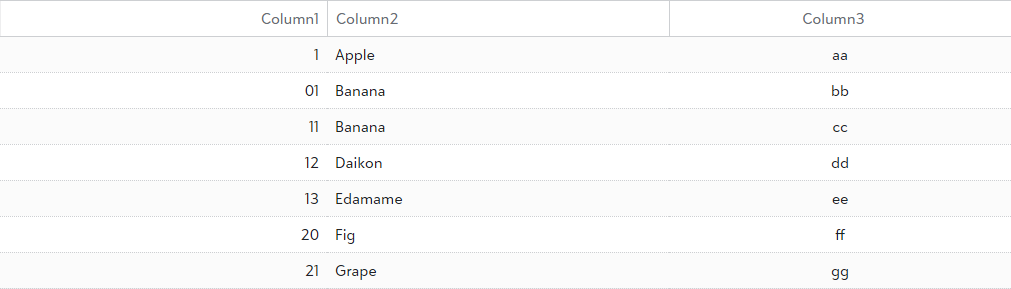 Column1 Column2 Column3
1 Apple aa
01 Banana bb
11 Banana cc
12 Daikon dd
13 Edamame ee
20 Fig ff
21 Grape gg